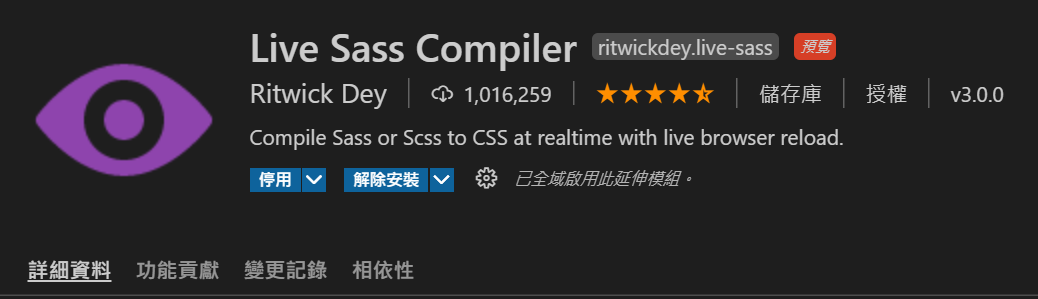 Live Sass Compiler ritwickdey.live-sass 預覽
Ritwick Dey 1,016,259 儲存庫 授權 v3.0.0
Compile Sass or Scss to CSS at realtime with live browser reload.
停用 解除安裝 已全域啟用此延伸模組。
詳細資料 功能貢獻 變更記錄 相依性